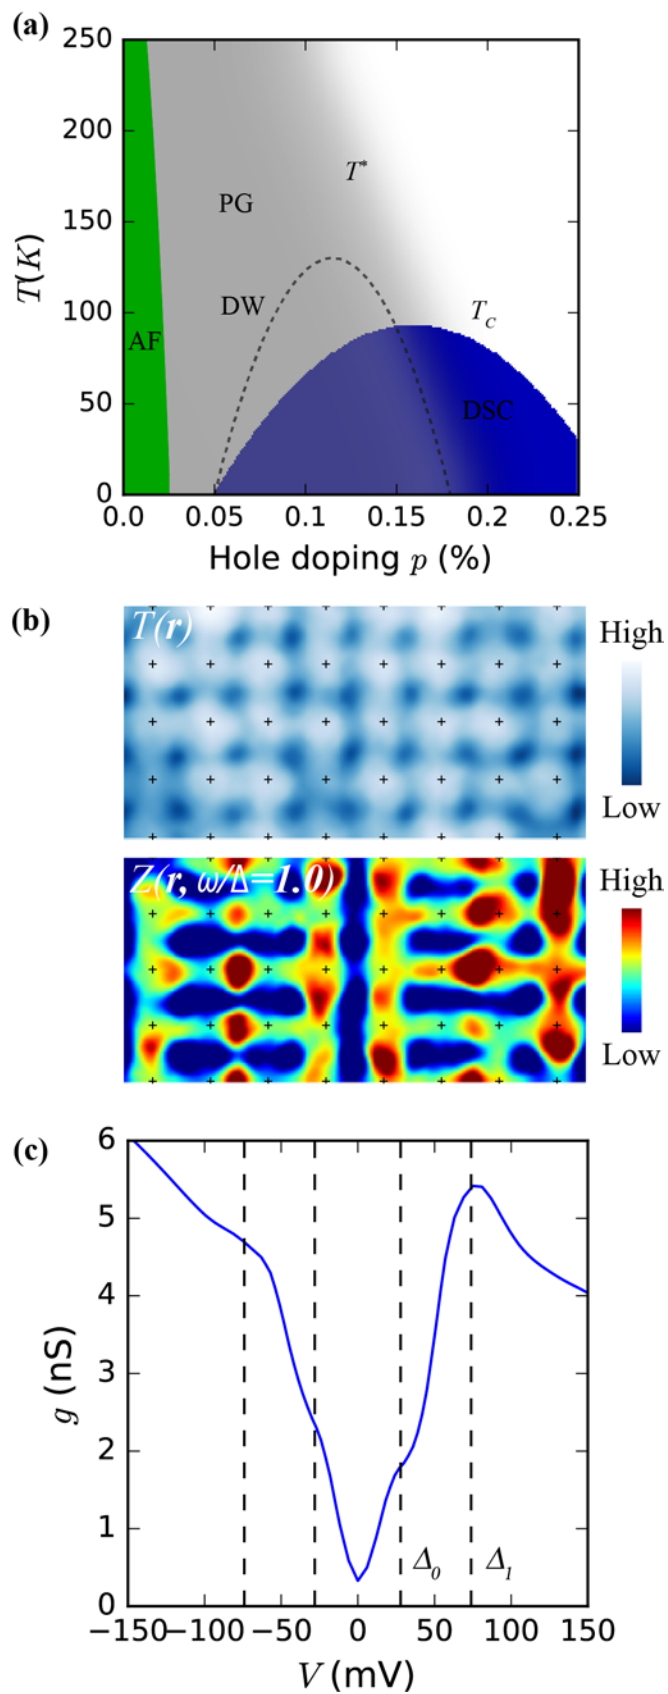 (a)
250
200
150
100
50
0
T(K)
T*
PG
DW
AF
T_C
DSC
0.0 0.05 0.1 0.15 0.2 0.25
Hole doping p (%)
(b)
T(r)
High
Low
Z(r, ω/Δ=1.0)
High
Low
(c)
6
5
4
3
2
1
0
g (nS)
Δ₀ Δ₁
−150 −100 −50 0 50 100 150
V (mV)